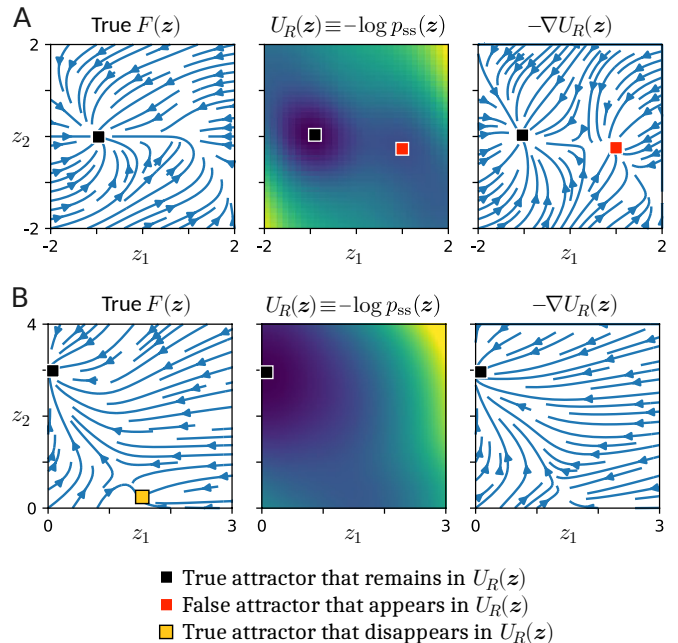 A
True F(z)
U_R(z) ≡ −log p_ss(z)
−∇U_R(z)
2
z_2
-2
-2
2
z_1
-2
2
z_1
-2
2
z_1
B
True F(z)
U_R(z) ≡ −log p_ss(z)
−∇U_R(z)
4
z_2
0
0
3
z_1
0
3
z_1
0
3
z_1
True attractor that remains in U_R(z)
False attractor that appears in U_R(z)
True attractor that disappears in U_R(z)